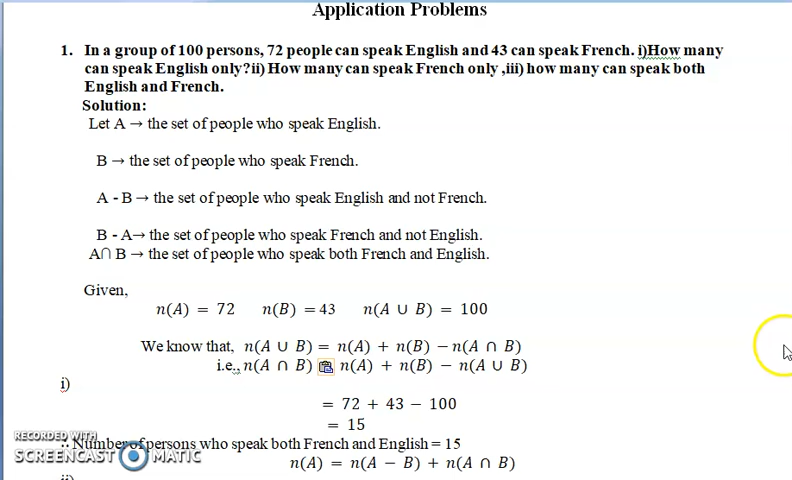 Application Problems
1. In a group of 100 persons, 72 people can speak English and 43 can speak French. i)How many
can speak English only?ii) How many can speak French only ,iii) how many can speak both
English and French.
Solution:
Let A → the set of people who speak English.
B → the set of people who speak French.
A - B → the set of people who speak English and not French.
B - A→ the set of people who speak French and not English.
A∩ B → the set of people who speak both French and English.
Given,
n(A) = 72 n(B) = 43 n(A ∪ B) = 100
We know that, n(A ∪ B) = n(A) + n(B) − n(A ∩ B)
i.e., n(A ∩ B) n(A) + n(B) − n(A ∪ B)
i)
= 72 + 43 − 100
= 15
∴ Number of persons who speak both French and English = 15
RECORDED WITH
SCREENCAST MATIC
n(A) = n(A − B) + n(A ∩ B)
ii)